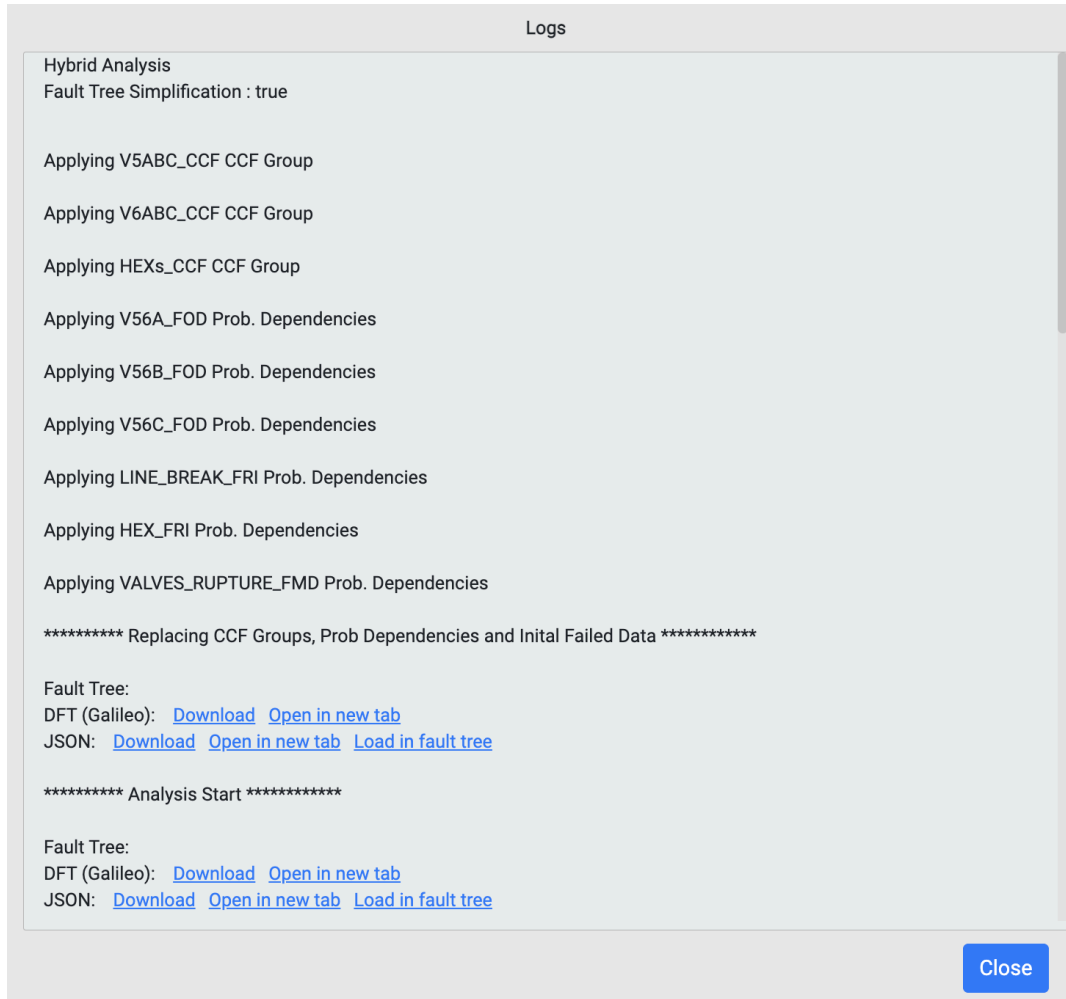 Logs
Hybrid Analysis
Fault Tree Simplification : true
Applying V5ABC_CCF CCF Group
Applying V6ABC_CCF CCF Group
Applying HEXs_CCF CCF Group
Applying V56A_FOD Prob. Dependencies
Applying V56B_FOD Prob. Dependencies
Applying V56C_FOD Prob. Dependencies
Applying LINE_BREAK_FRI Prob. Dependencies
Applying HEX_FRI Prob. Dependencies
Applying VALVES_RUPTURE_FMD Prob. Dependencies
********** Replacing CCF Groups, Prob Dependencies and Inital Failed Data ************
Fault Tree:
DFT (Galileo): Download Open in new tab
JSON: Download Open in new tab Load in fault tree
********** Analysis Start ************
Fault Tree:
DFT (Galileo): Download Open in new tab
JSON: Download Open in new tab Load in fault tree
Close